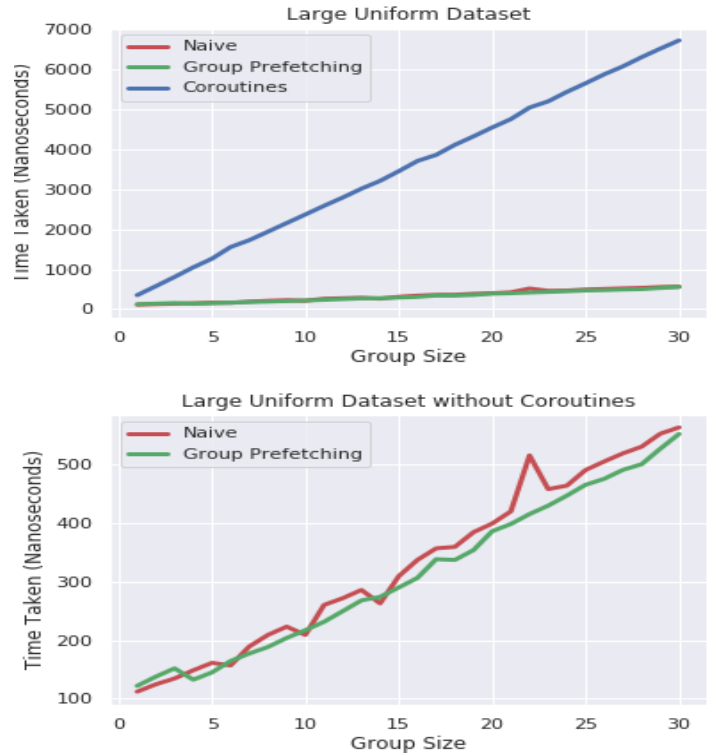 Large Uniform Dataset
Time Taken (Nanoseconds)
7000
6000
5000
4000
3000
2000
1000
0
Naive
Group Prefetching
Coroutines
0 5 10 15 20 25 30
Group Size
Large Uniform Dataset without Coroutines
Time Taken (Nanoseconds)
500
400
300
200
100
Naive
Group Prefetching
0 5 10 15 20 25 30
Group Size